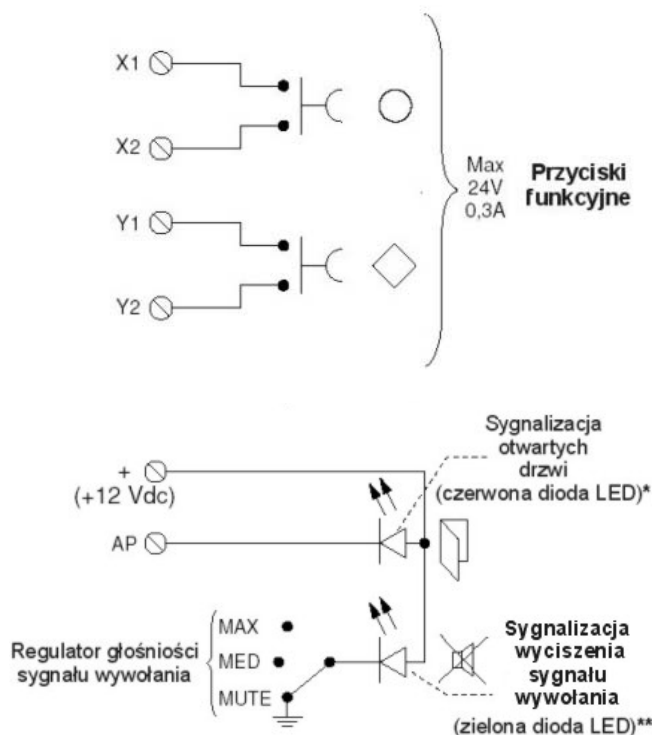 X1
X2
Y1
Y2
Max
24V
0,3A
Przyciski
funkcyjne
+
(+12 Vdc)
AP
Sygnalizacja
otwartych
drzwi
(czerwona dioda LED)*
Regulator głośności
sygnału wywołania
MAX
MED
MUTE
Sygnalizacja
wyciszenia
sygnału
wywołania
(zielona dioda LED)**